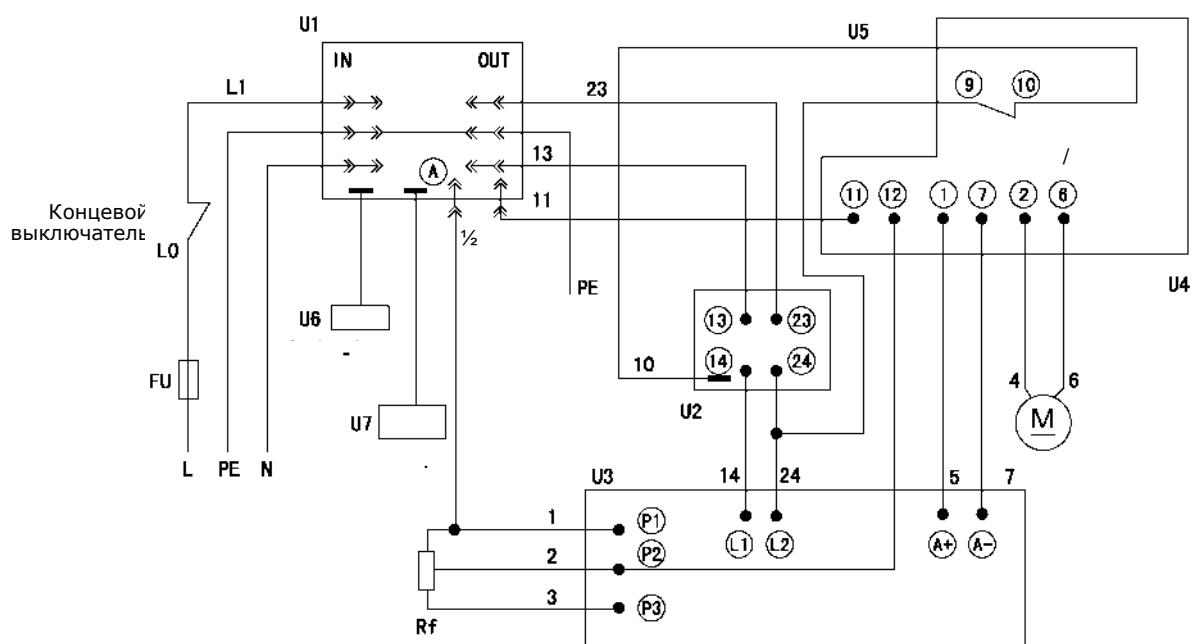 U1
U5
IN
OUT
L1
23
9
10
13
A
11
/
11
12
1
7
2
6
Концевой
выключатель
L0
½
PE
U4
U6
-
13
23
14
24
10
4
6
FU
U7
U2
M
L
PE
N
U3
14
24
5
7
1
P1
L1
L2
A+
A-
2
P2
3
P3
Rf